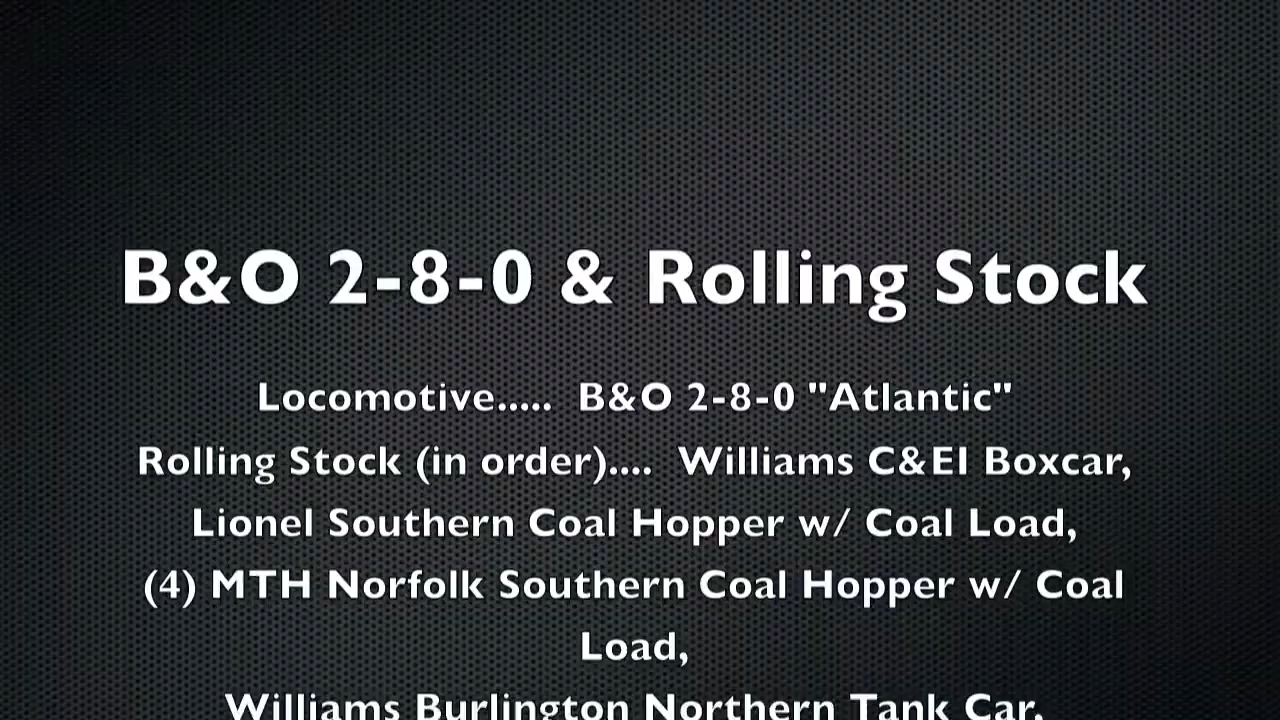 B&O 2-8-0 & Rolling Stock
Locomotive..... B&O 2-8-0 "Atlantic"
Rolling Stock (in order).... Williams C&EI Boxcar,
Lionel Southern Coal Hopper w/ Coal Load,
(4) MTH Norfolk Southern Coal Hopper w/ Coal
Load,
Williams Burlington Northern Tank Car,